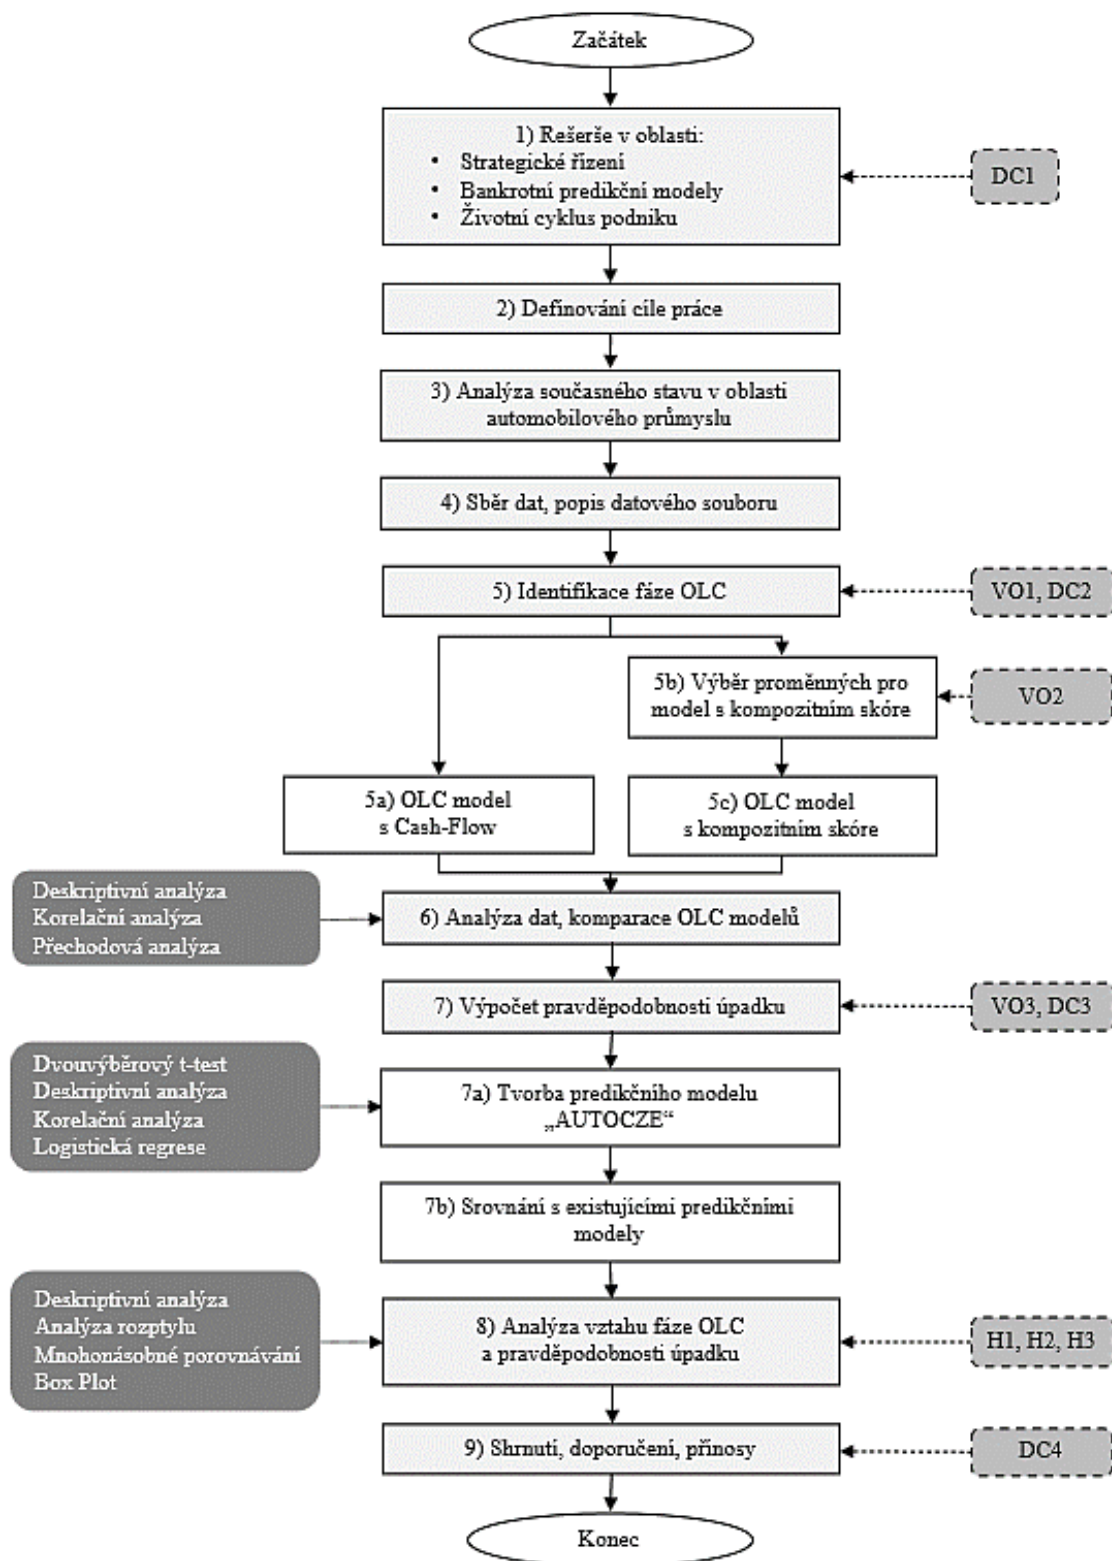 Začátek
1) Rešerše v oblasti:
• Strategické řízení
• Bankrotní predikční modely
• Životní cyklus podniku
DC1
2) Definování cíle práce
3) Analýza současného stavu v oblasti
automobilového průmyslu
4) Sběr dat, popis datového souboru
5) Identifikace fáze OLC
VO1, DC2
5b) Výběr proměnných pro
model s kompozitním skóre
VO2
5a) OLC model
s Cash-Flow
5c) OLC model
s kompozitním skóre
Deskriptivní analýza
Korelační analýza
Přechodová analýza
6) Analýza dat, komparace OLC modelů
7) Výpočet pravděpodobnosti úpadku
VO3, DC3
Dvouvýběrový t-test
Deskriptivní analýza
Korelační analýza
Logistická regrese
7a) Tvorba predikčního modelu
„AUTOCZE“
7b) Srovnání s existujícími predikčními
modely
Deskriptivní analýza
Analýza rozptylu
Mnohonásobné porovnávání
Box Plot
8) Analýza vztahu fáze OLC
a pravděpodobnosti úpadku
H1, H2, H3
9) Shrnutí, doporučení, přínosy
DC4
Konec